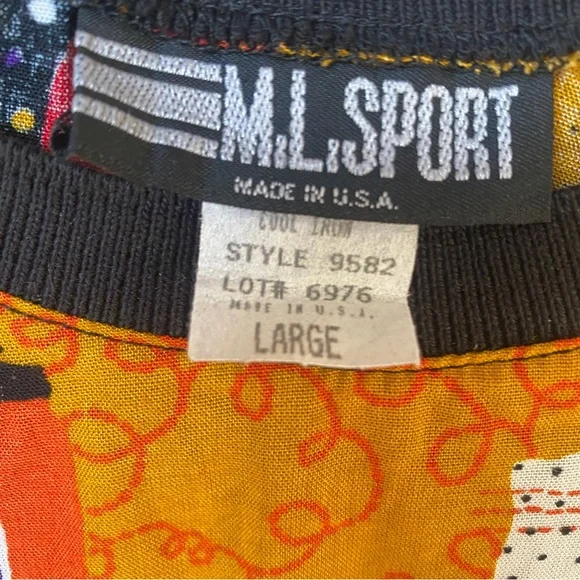 M.L.SPORT
MADE IN U.S.A.
COOL IRON
STYLE 9582
LOT# 6976
MADE IN U.S.A.
LARGE